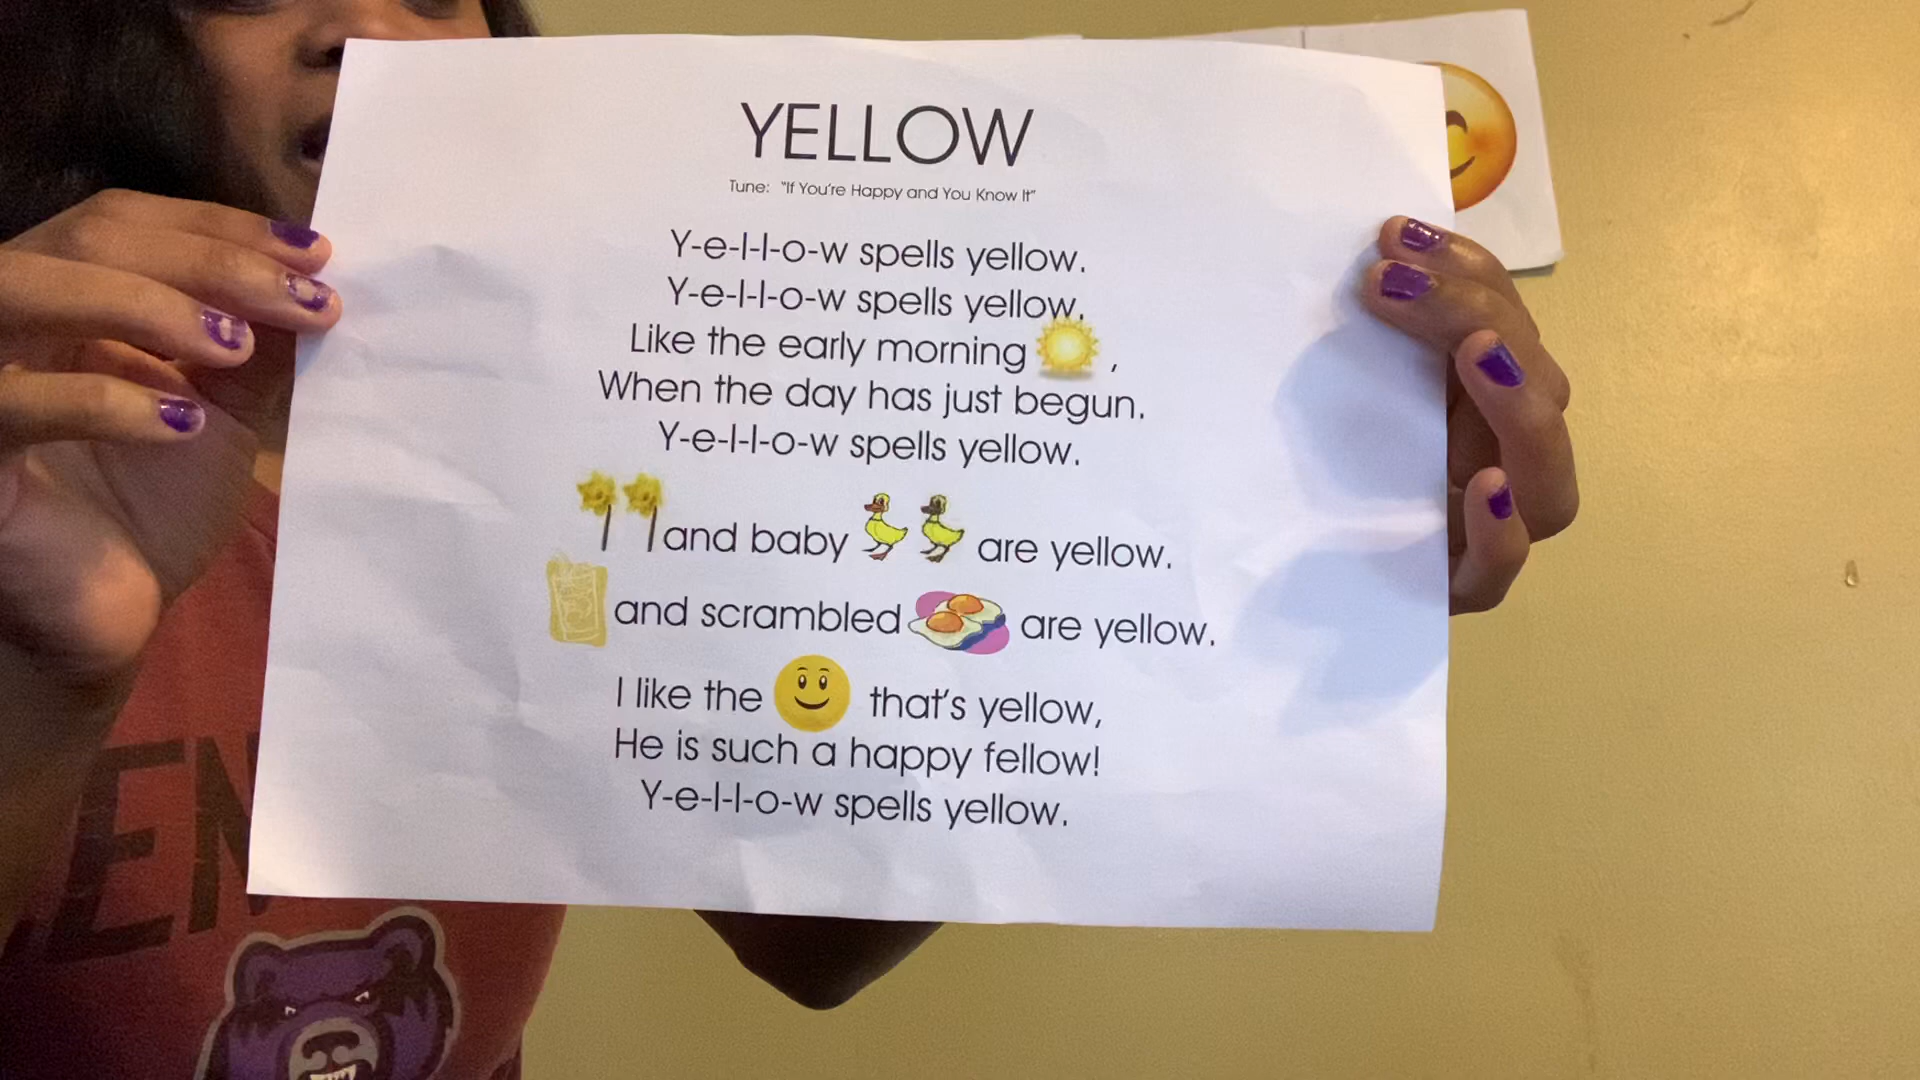 YELLOW
Tune: "If You're Happy and You Know It"
Y-e-l-l-o-w spells yellow.
Y-e-l-l-o-w spells yellow.
Like the early morning ,
When the day has just begun.
Y-e-l-l-o-w spells yellow.
and baby are yellow.
and scrambled are yellow.
I like the that's yellow,
He is such a happy fellow!
Y-e-l-l-o-w spells yellow.